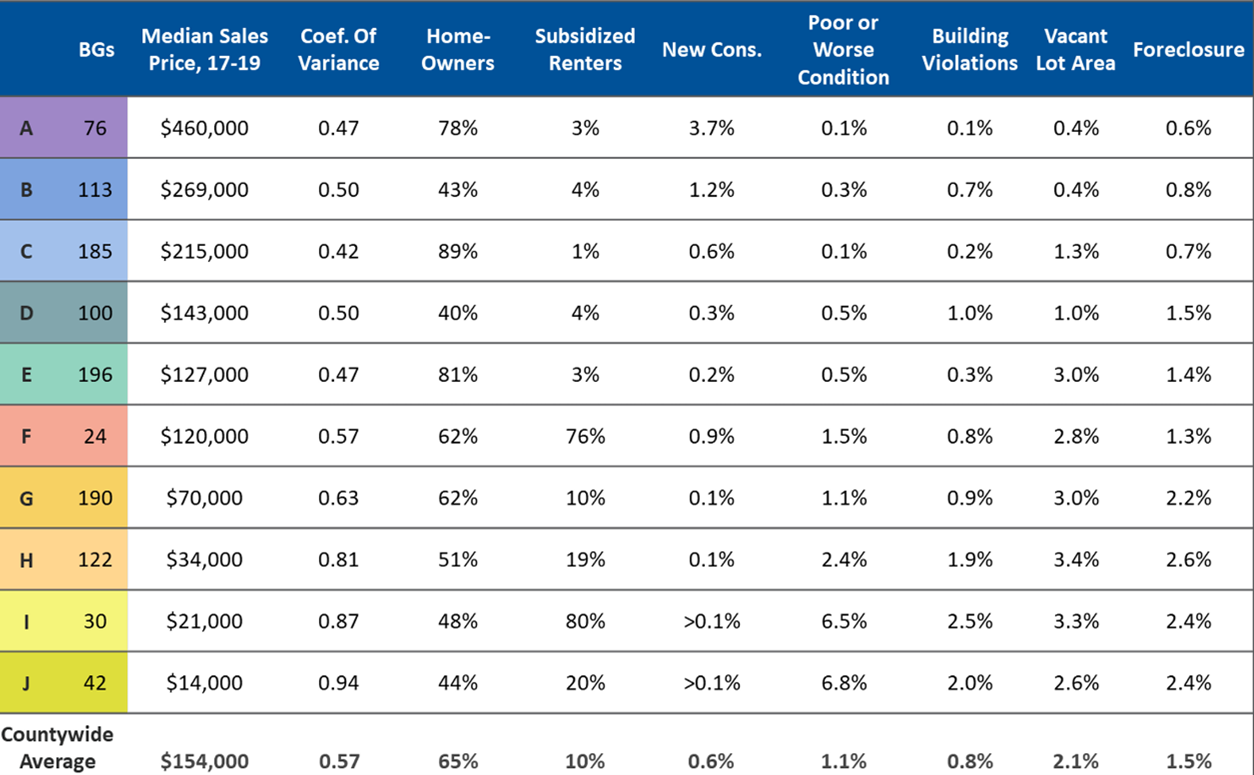 BGs Median Sales Price, 17-19 Coef. Of Variance Home-Owners Subsidized Renters New Cons. Poor or Worse Condition Building Violations Vacant Lot Area Foreclosure
A 76 $460,000 0.47 78% 3% 3.7% 0.1% 0.1% 0.4% 0.6%
B 113 $269,000 0.50 43% 4% 1.2% 0.3% 0.7% 0.4% 0.8%
C 185 $215,000 0.42 89% 1% 0.6% 0.1% 0.2% 1.3% 0.7%
D 100 $143,000 0.50 40% 4% 0.3% 0.5% 1.0% 1.0% 1.5%
E 196 $127,000 0.47 81% 3% 0.2% 0.5% 0.3% 3.0% 1.4%
F 24 $120,000 0.57 62% 76% 0.9% 1.5% 0.8% 2.8% 1.3%
G 190 $70,000 0.63 62% 10% 0.1% 1.1% 0.9% 3.0% 2.2%
H 122 $34,000 0.81 51% 19% 0.1% 2.4% 1.9% 3.4% 2.6%
I 30 $21,000 0.87 48% 80% >0.1% 6.5% 2.5% 3.3% 2.4%
J 42 $14,000 0.94 44% 20% >0.1% 6.8% 2.0% 2.6% 2.4%
Countywide
Average $154,000 0.57 65% 10% 0.6% 1.1% 0.8% 2.1% 1.5%